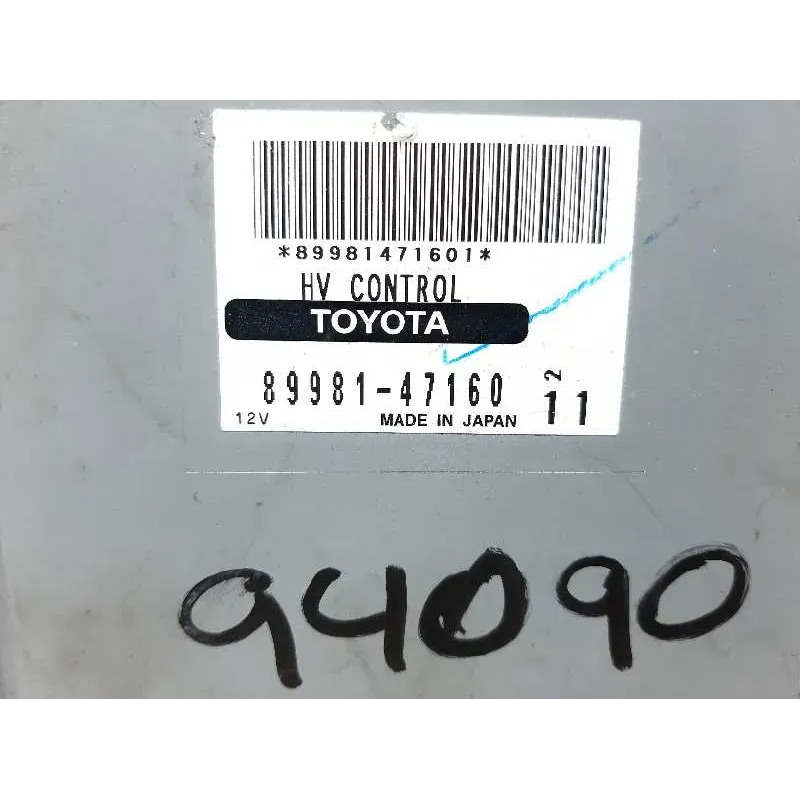 *89981471601*
HV CONTROL
TOYOTA
89981-47160 2
12V MADE IN JAPAN 11
94090